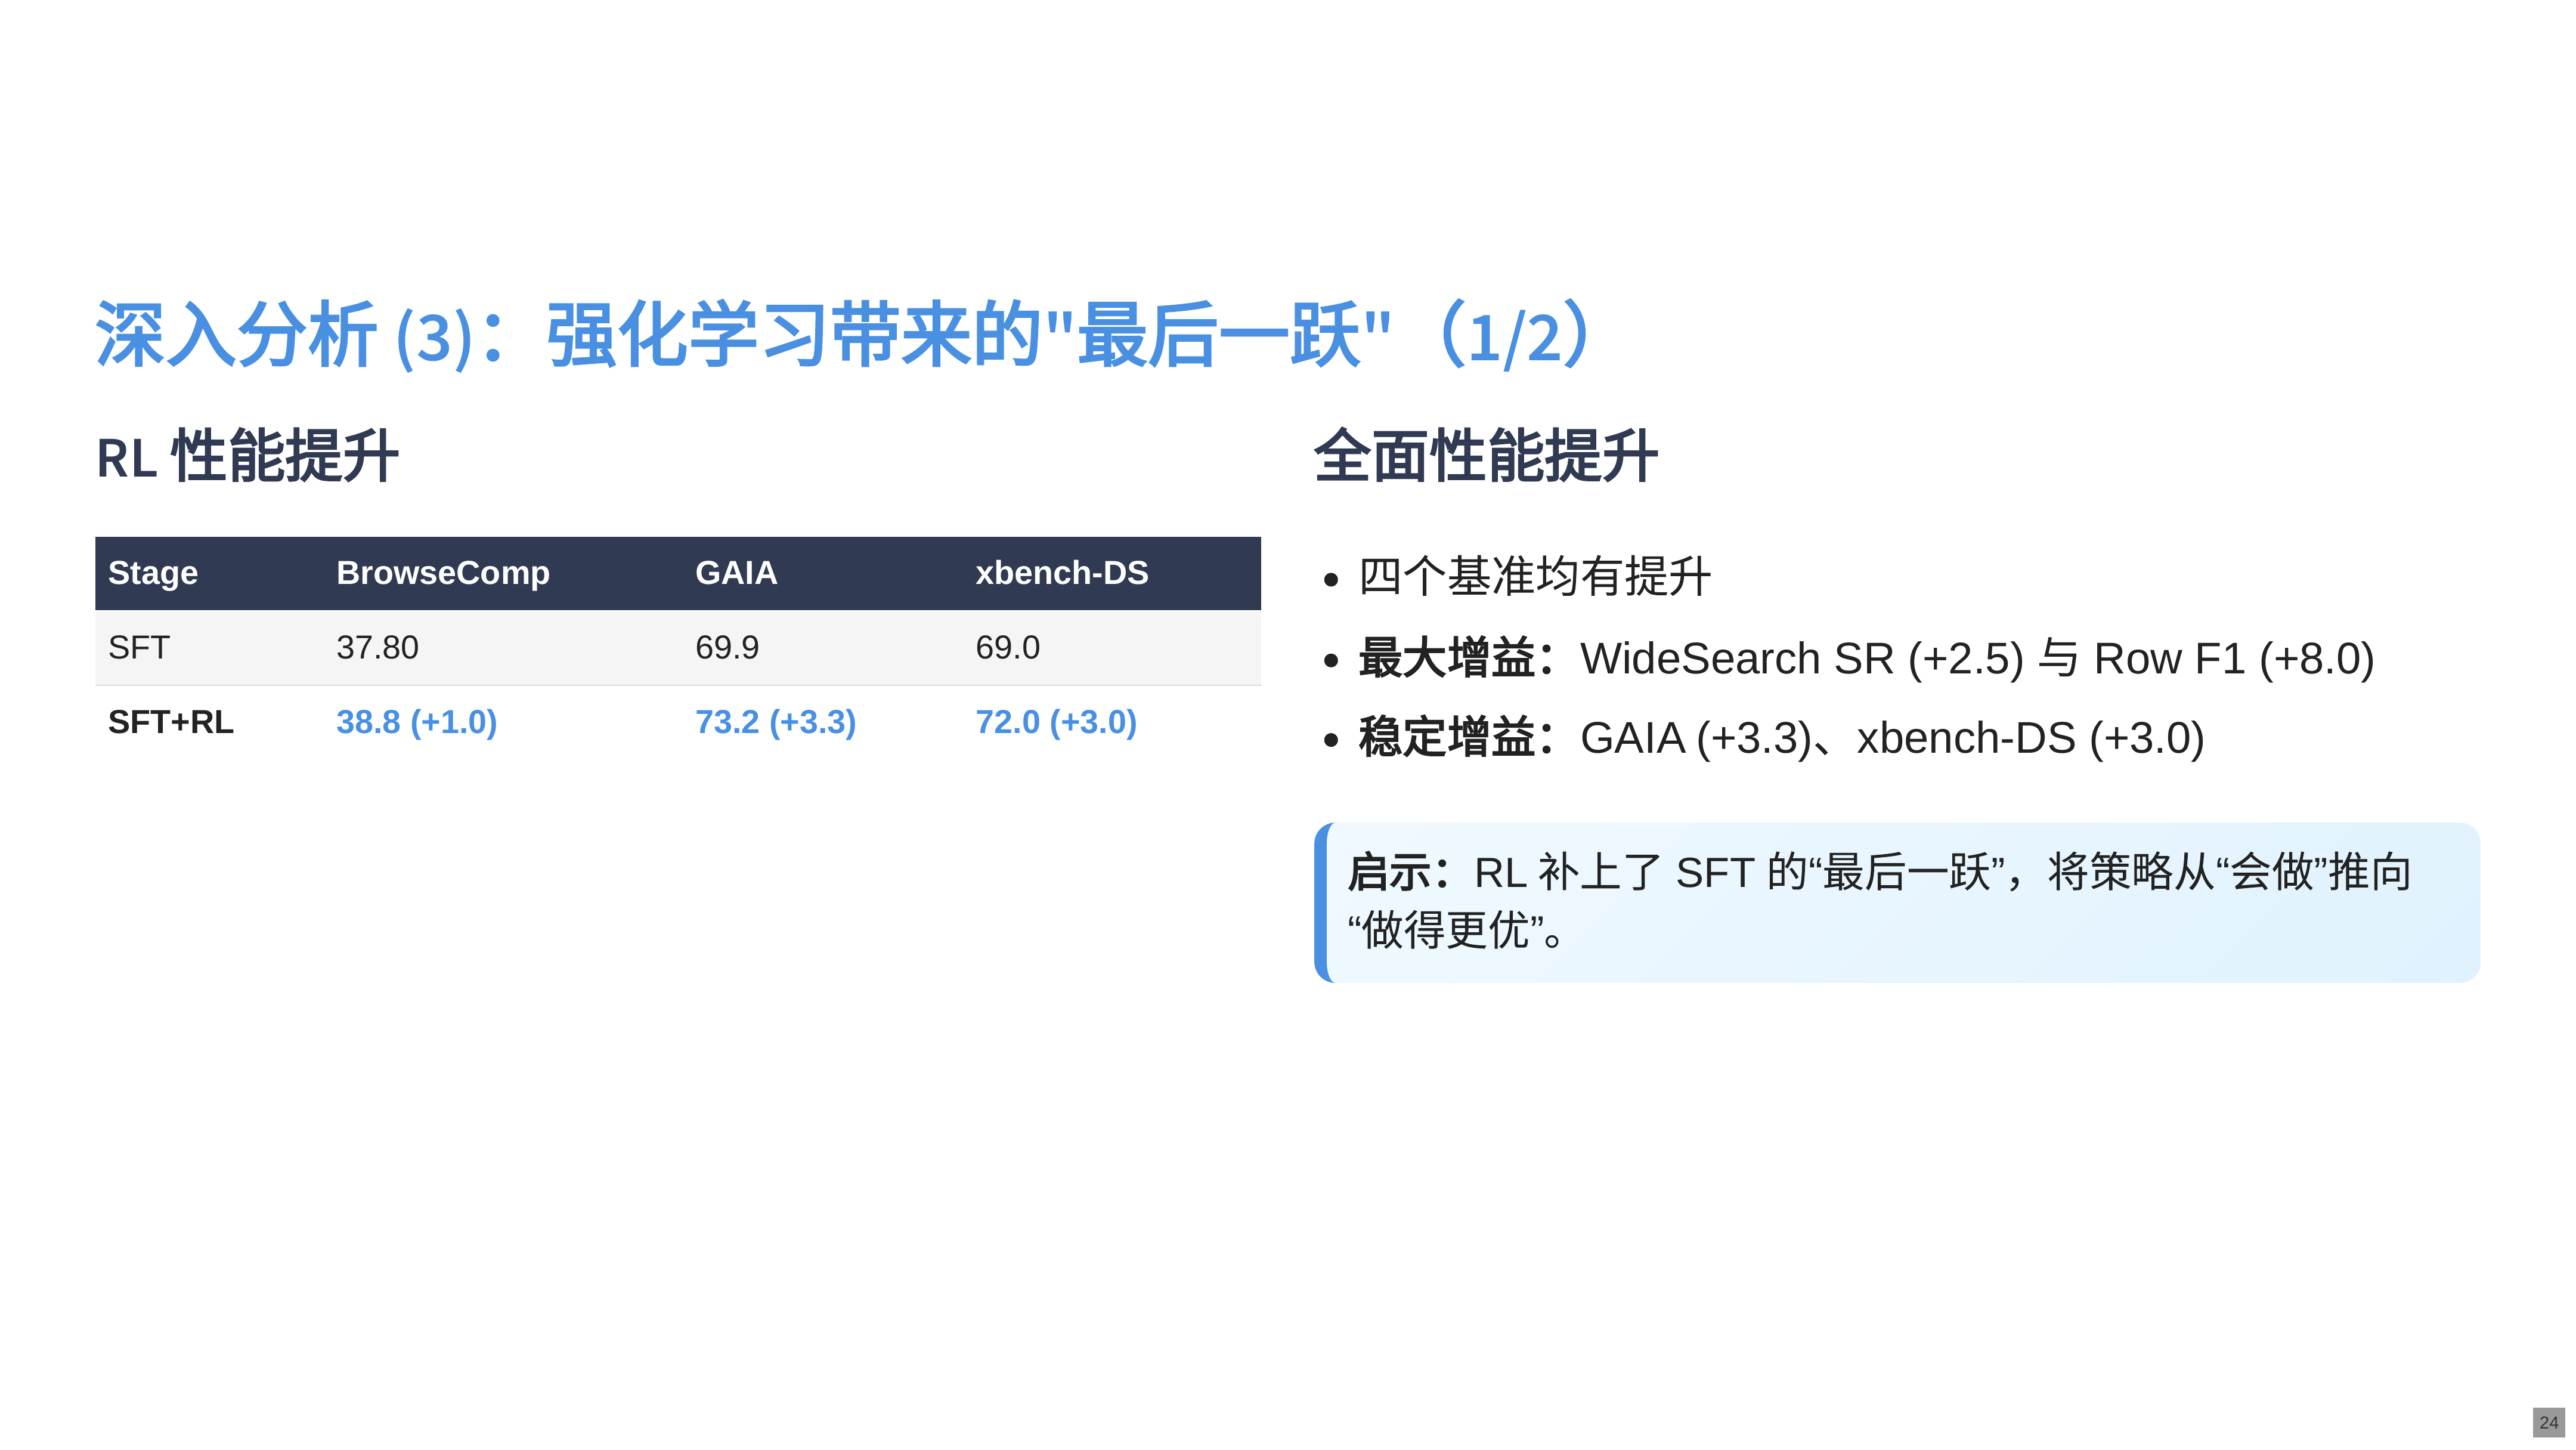 深入分析 (3)：强化学习带来的"最后一跃"（1/2）
RL 性能提升
Stage BrowseComp GAIA xbench-DS
SFT 37.80 69.9 69.0
SFT+RL 38.8 (+1.0) 73.2 (+3.3) 72.0 (+3.0)
全面性能提升
• 四个基准均有提升
• 最大增益：WideSearch SR (+2.5) 与 Row F1 (+8.0)
• 稳定增益：GAIA (+3.3)、xbench-DS (+3.0)
启示：RL 补上了 SFT 的“最后一跃”，将策略从“会做”推向
“做得更优”。
24